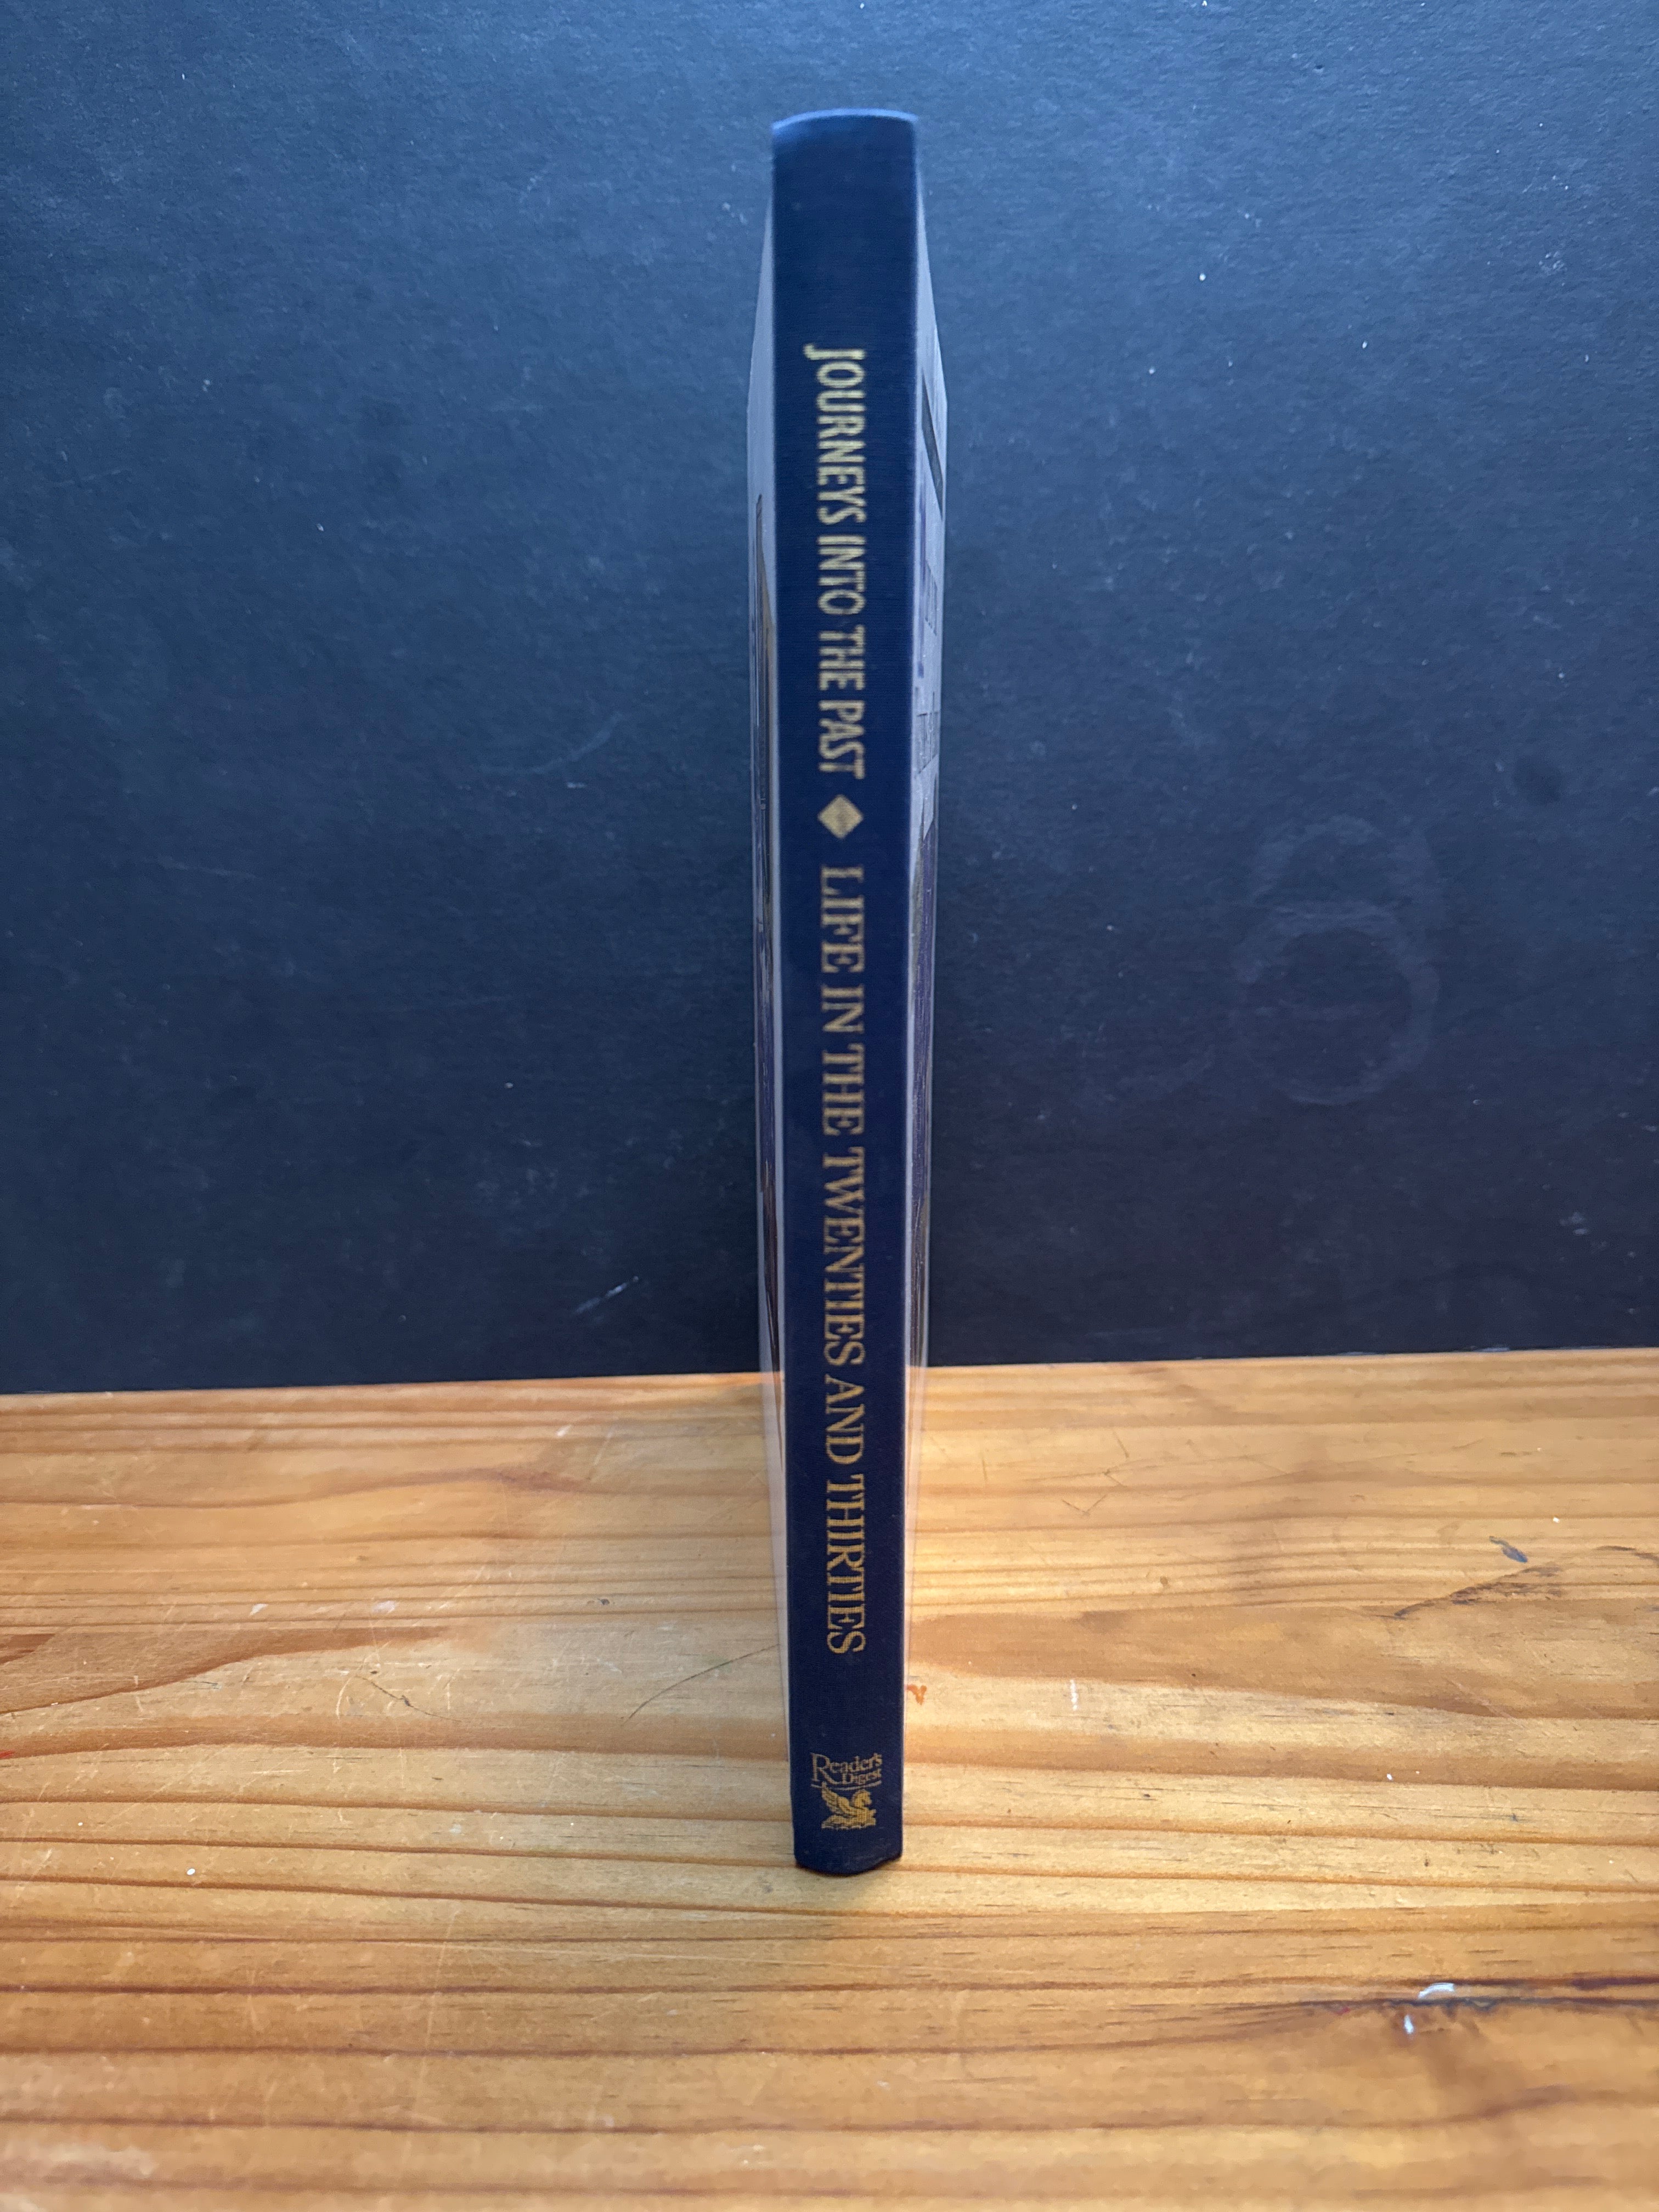 JOURNEYS INTO THE PAST ◆ LIFE IN THE TWENTIES AND THIRTIES
Reader's
Digest